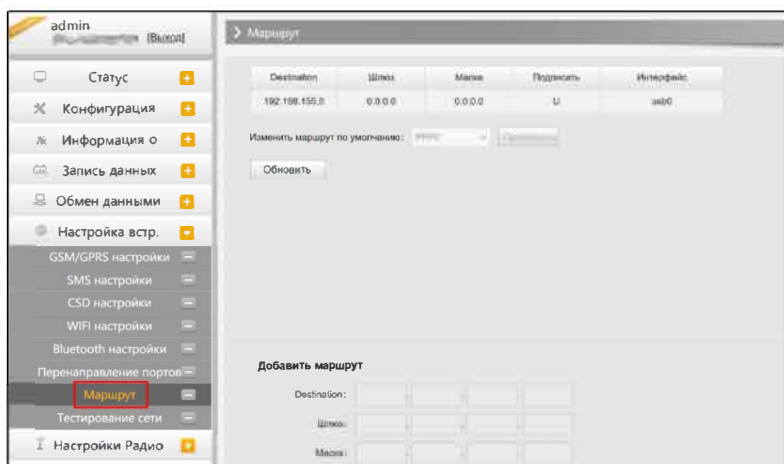 admin
[Выход]
Маршрут
Статус
Конфигурация
Информация о
Запись данных
Обмен данными
Настройка встр.
GSM/GPRS настройки
SMS настройки
CSD настройки
WIFI настройки
Bluetooth настройки
Перенаправление портов
Маршрут
Тестирование сети
Настройки Радио
Destination Шлюз Маска Подписать Интерфейс
192.168.155.0 0.0.0.0 0.0.0.0 U usb0
Изменить маршрут по умолчанию:
Обновить
Добавить маршрут
Destination:
Шлюз:
Маска: